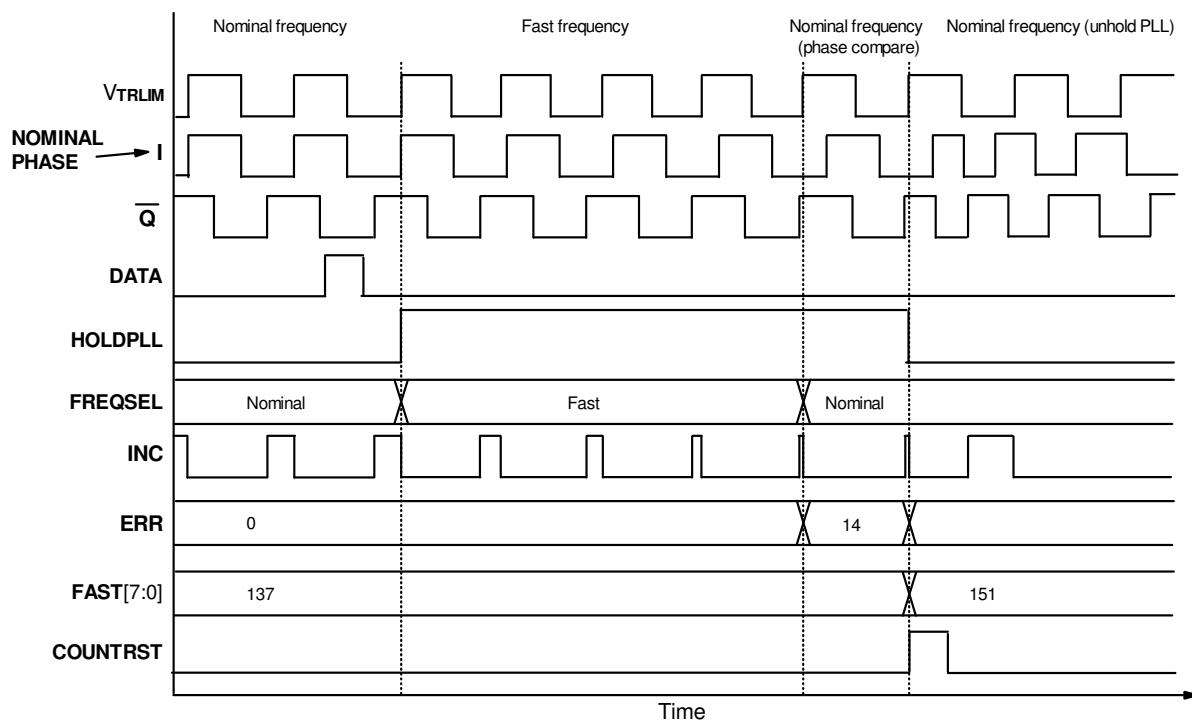 Nominal frequency
Fast frequency
Nominal frequency
(phase compare)
Nominal frequency (unhold PLL)
VTRLIM
NOMINAL
PHASE
I
Q
DATA
HOLDPLL
FREQSEL
Nominal
Fast
Nominal
INC
ERR
0
14
FAST[7:0]
137
151
COUNTRST
Time